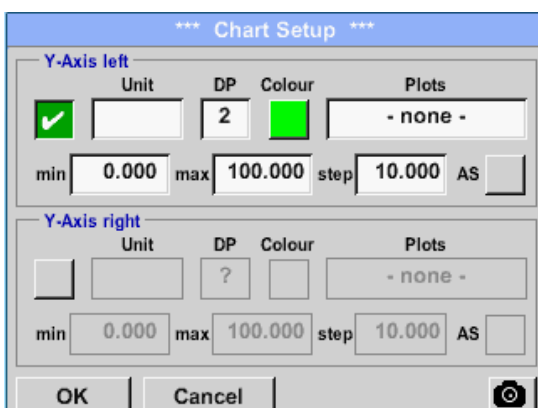 *** Chart Setup ***
Y-Axis left
Unit DP Colour Plots
2 - none -
min 0.000 max 100.000 step 10.000 AS
Y-Axis right
Unit DP Colour Plots
? - none -
min 0.000 max 100.000 step 10.000 AS
OK Cancel